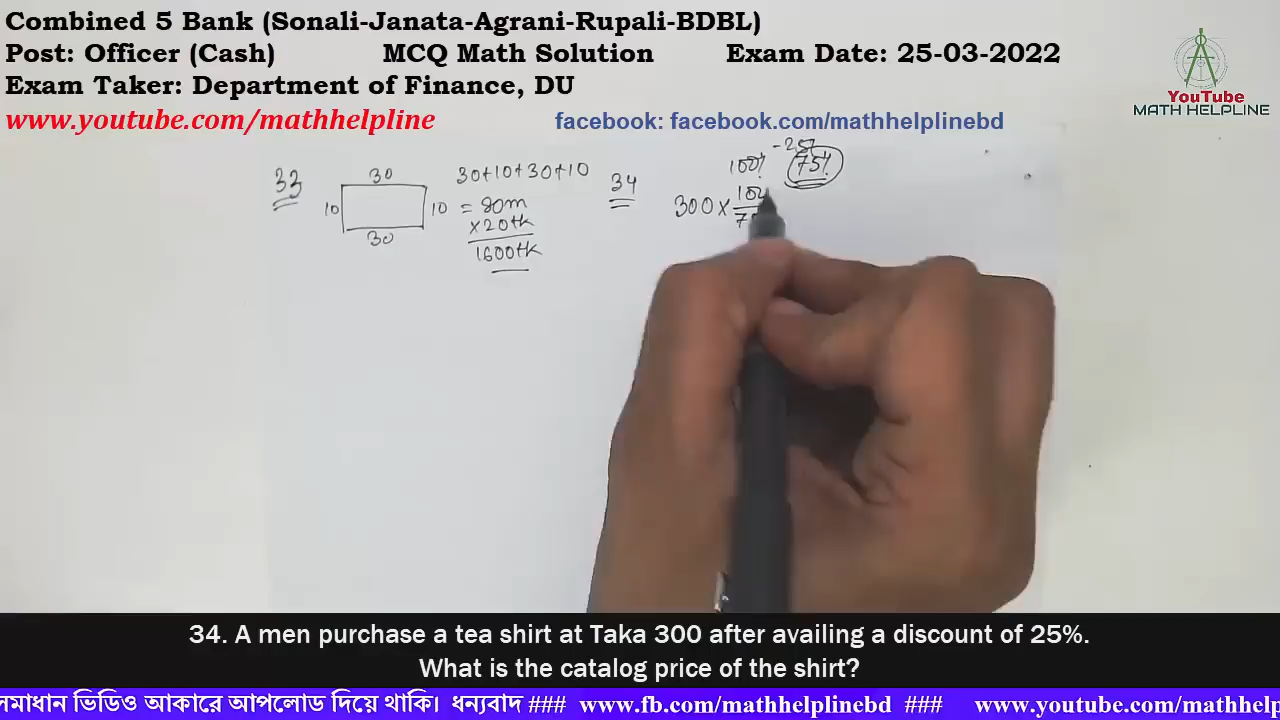 Combined 5 Bank (Sonali-Janata-Agrani-Rupali-BDBL)
Post: Officer (Cash) MCQ Math Solution Exam Date: 25-03-2022
Exam Taker: Department of Finance, DU
www.youtube.com/mathhelpline facebook: facebook.com/mathhelplinebd
YouTube
MATH HELPLINE
33
30
10
10
30
30+10+30+10
= 80m
×20tk
1600tk
34
100%
75%
300×
34. A men purchase a tea shirt at Taka 300 after availing a discount of 25%.
What is the catalog price of the shirt?
সমাধান ভিডিও আকারে আপলোড দিয়ে থাকি। ধন্যবাদ ### www.fb.com/mathhelplinebd ### www.youtube.com/mathhelp